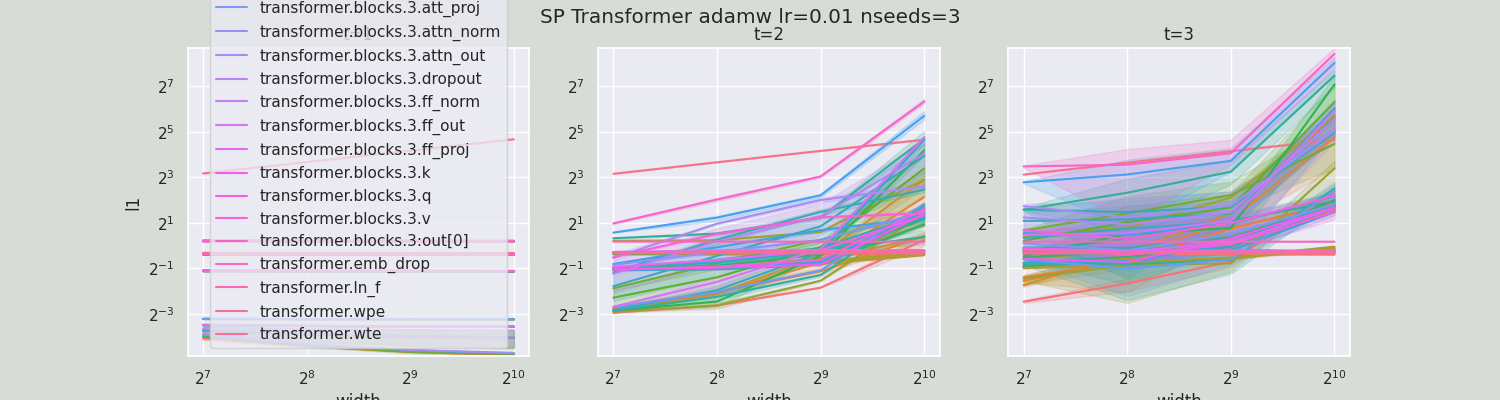 SP Transformer adamw lr=0.01 nseeds=3
transformer.blocks.3.att_proj
transformer.blocks.3.attn_norm
transformer.blocks.3.attn_out
transformer.blocks.3.dropout
transformer.blocks.3.ff_norm
transformer.blocks.3.ff_out
transformer.blocks.3.ff_proj
transformer.blocks.3.k
transformer.blocks.3.q
transformer.blocks.3.v
transformer.blocks.3:out[0]
transformer.emb_drop
transformer.ln_f
transformer.wpe
transformer.wte
l1
2⁷
2⁵
2³
2¹
2⁻¹
2⁻³
2⁷ 2⁸ 2⁹ 2¹⁰
width
t=2
2⁷
2⁵
2³
2¹
2⁻¹
2⁻³
2⁷ 2⁸ 2⁹ 2¹⁰
width
t=3
2⁷
2⁵
2³
2¹
2⁻¹
2⁻³
2⁷ 2⁸ 2⁹ 2¹⁰
width